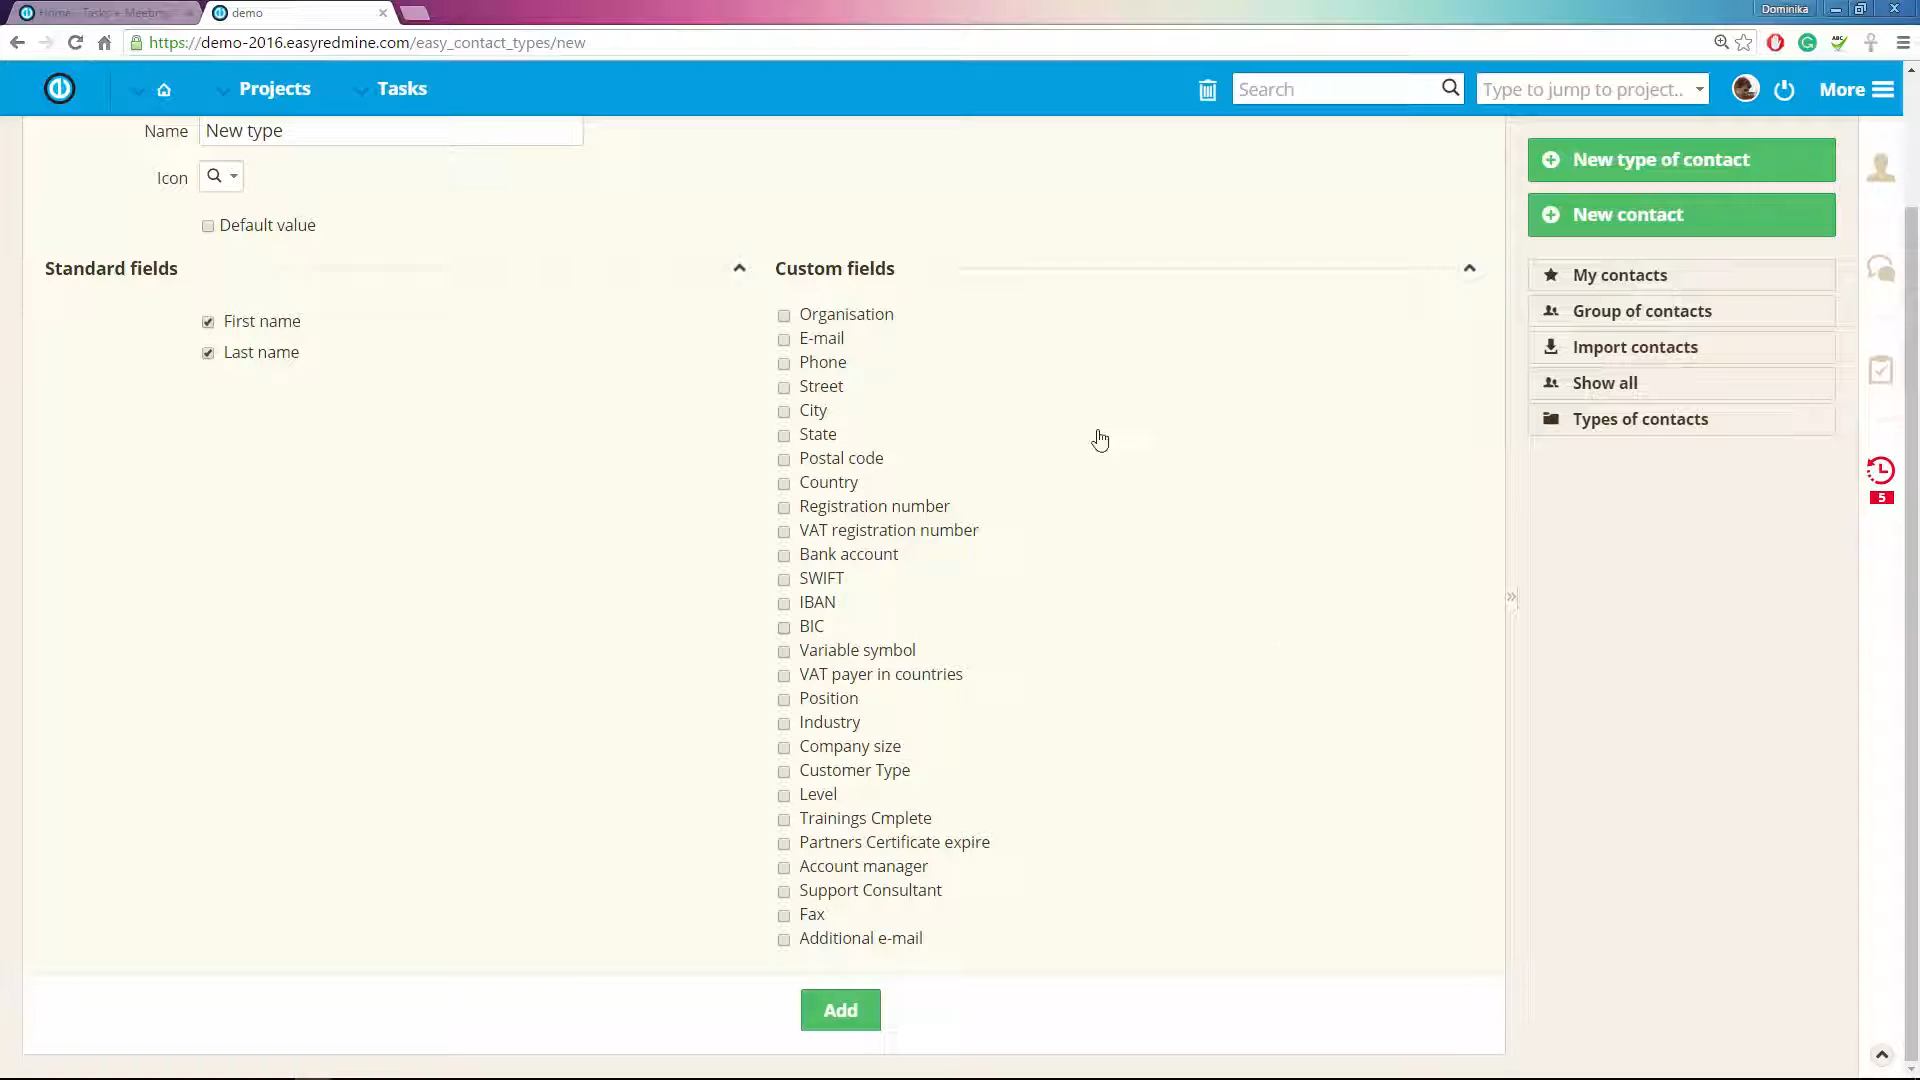 Home - Tasks + Meeting
demo
Dominika
https://demo-2016.easyredmine.com/easy_contact_types/new
Projects
Tasks
Search
Type to jump to project..
More
Name
New type
Icon
Default value
Standard fields
First name
Last name
Custom fields
Organisation
E-mail
Phone
Street
City
State
Postal code
Country
Registration number
VAT registration number
Bank account
SWIFT
IBAN
BIC
Variable symbol
VAT payer in countries
Position
Industry
Company size
Customer Type
Level
Trainings Cmplete
Partners Certificate expire
Account manager
Support Consultant
Fax
Additional e-mail
Add
New type of contact
New contact
My contacts
Group of contacts
Import contacts
Show all
Types of contacts
5